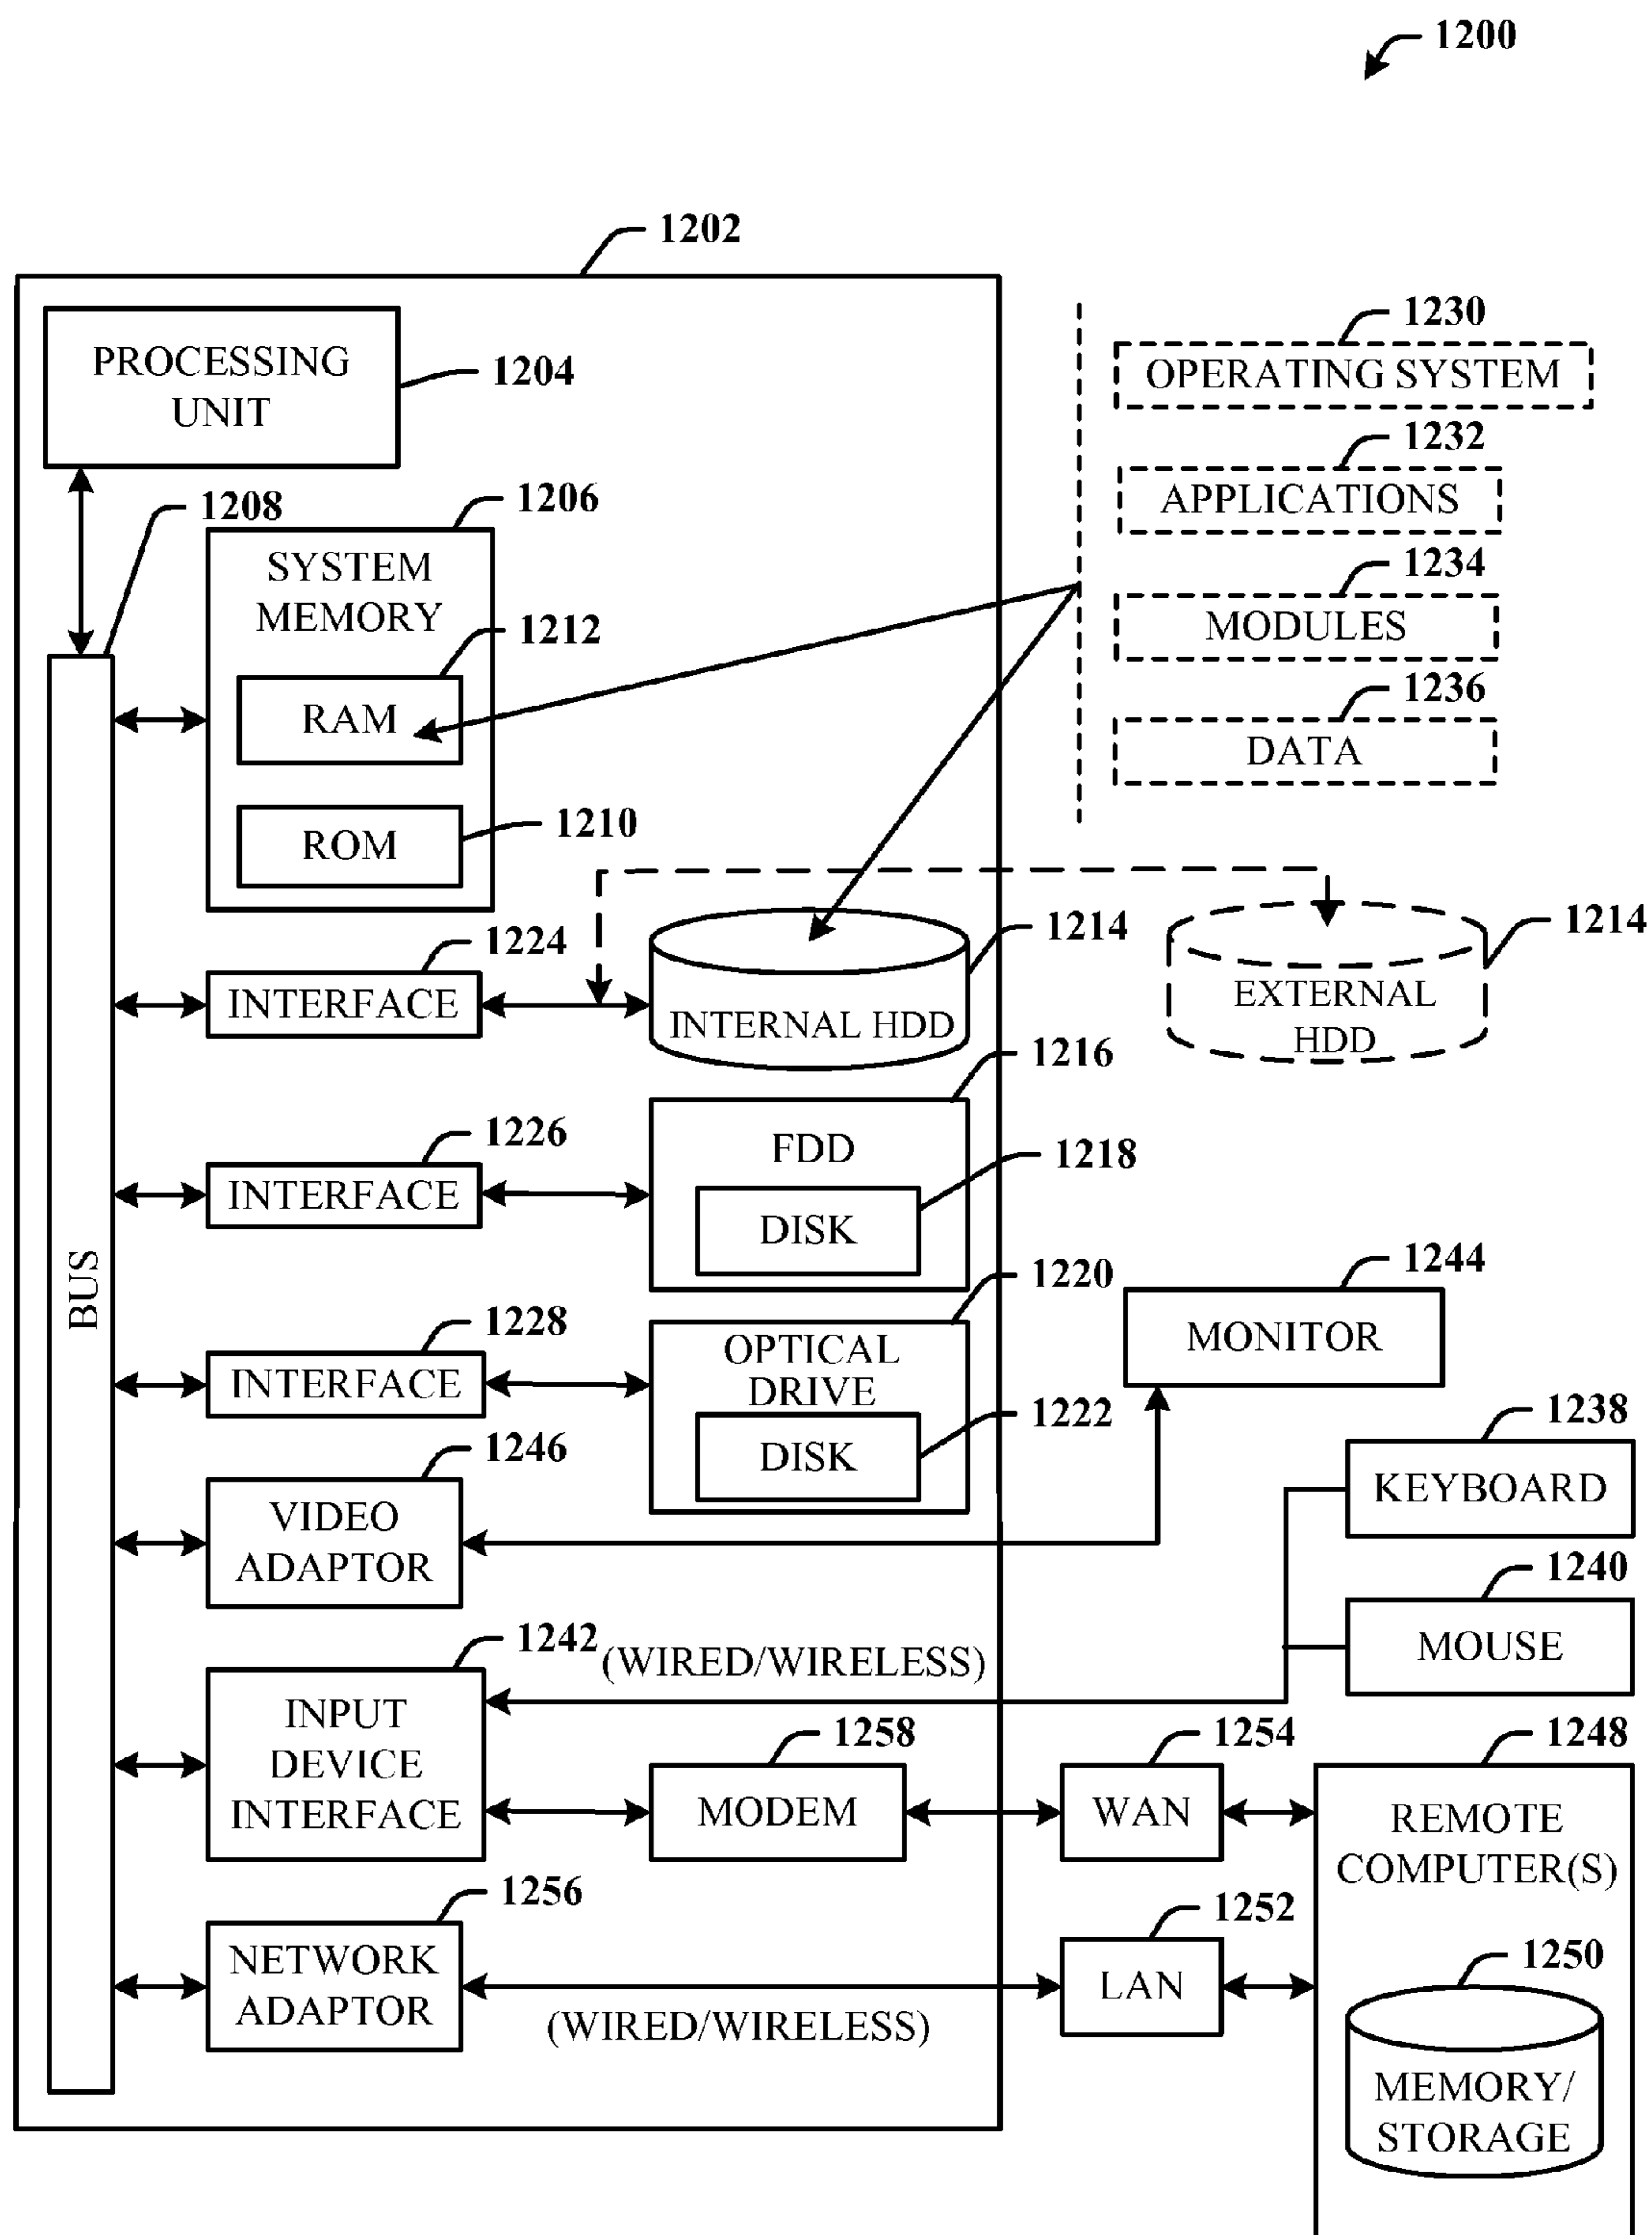 1200
1202
PROCESSING
UNIT
1204
1230
OPERATING SYSTEM
1232
APPLICATIONS
1234
MODULES
1236
DATA
1208
1206
SYSTEM
MEMORY
1212
RAM
1210
ROM
1224
INTERFACE
1214
INTERNAL HDD
1214
EXTERNAL
HDD
1226
INTERFACE
1216
FDD
1218
DISK
BUS
1228
INTERFACE
1220
OPTICAL
DRIVE
1222
DISK
1244
MONITOR
1246
VIDEO
ADAPTOR
1238
KEYBOARD
1240
MOUSE
1242
(WIRED/WIRELESS)
INPUT
DEVICE
INTERFACE
1258
MODEM
1254
WAN
1248
REMOTE
COMPUTER(S)
1256
NETWORK
ADAPTOR
(WIRED/WIRELESS)
1252
LAN
1250
MEMORY/
STORAGE